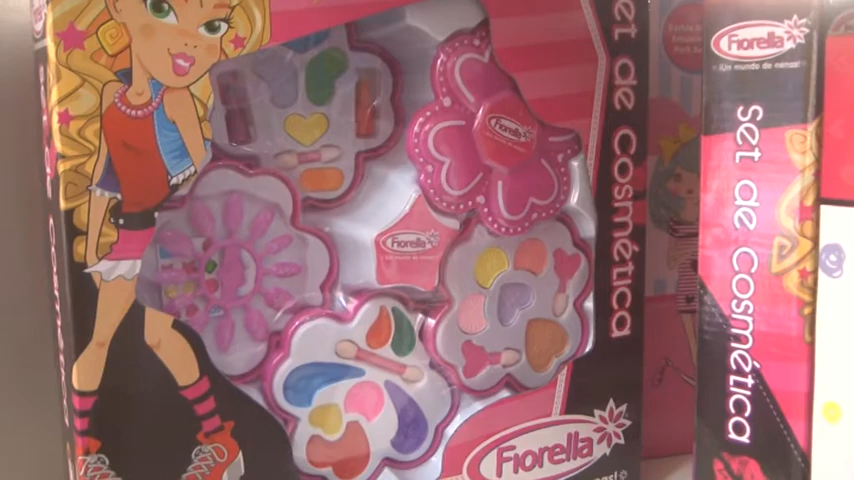 set de cosmética
Fiorella
Fiorella
Fiorella
Fiorella
¡Un mundo de nenas!
set de cosmética